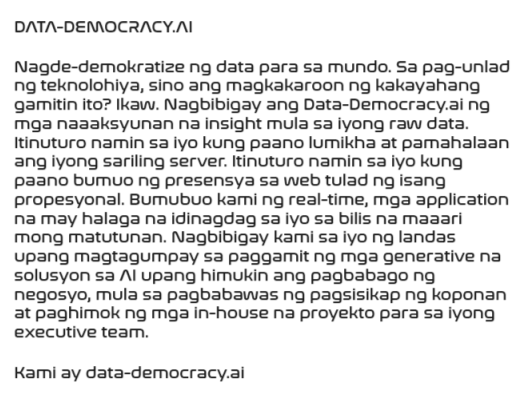 DATA-DEMOCRACY.AI
Nagde-demokratize ng data para sa mundo. Sa pag-unlad
ng teknolohiya, sino ang magkakaroon ng kakayahang
gamitin ito? Ikaw. Nagbibigay ang Data-Democracy.ai ng
mga naaaksyunan na insight mula sa iyong raw data.
Itinuturo namin sa iyo kung paano lumikha at pamahalaan
ang iyong sariling server. Itinuturo namin sa iyo kung
paano bumuo ng presensya sa web tulad ng isang
propesyonal. Bumubuo kami ng real-time, mga application
na may halaga na idinagdag sa iyo sa bilis na maaari
mong matutunan. Nagbibigay kami sa iyo ng landas
upang magtagumpay sa paggamit ng mga generative na
solusyon sa AI upang himukin ang pagbabago ng
negosyo, mula sa pagbabawas ng pagsisikap ng koponan
at paghimok ng mga in-house na proyekto para sa iyong
executive team.
Kami ay data-democracy.ai